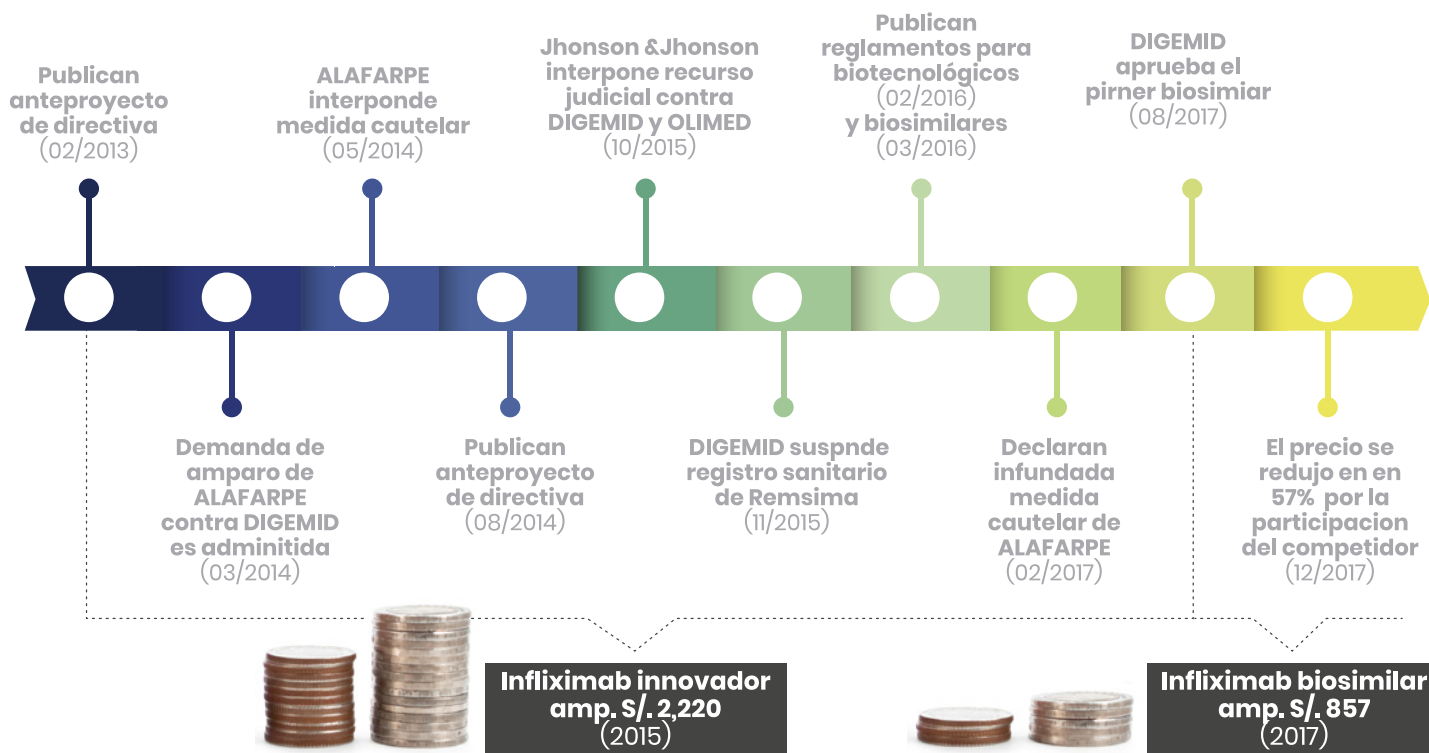 Publican
anteproyecto
de directiva
(02/2013)
ALAFARPE
interponde
medida cautelar
(05/2014)
Jhonson &Jhonson
interpone recurso
judicial contra
DIGEMID y OLIMED
(10/2015)
Publican
reglamentos para
biotecnológicos
(02/2016)
y biosimilares
(03/2016)
DIGEMID
aprueba el
pirner biosimiar
(08/2017)
Demanda de
amparo de
ALAFARPE
contra DIGEMID
es adminitida
(03/2014)
Publican
anteproyecto
de directiva
(08/2014)
DIGEMID suspnde
registro sanitario
de Remsima
(11/2015)
Declaran
infundada
medida
cautelar de
ALAFARPE
(02/2017)
El precio se
redujo en en
57% por la
participacion
del competidor
(12/2017)
Infliximab innovador
amp. S/. 2,220
(2015)
Infliximab biosimilar
amp. S/. 857
(2017)